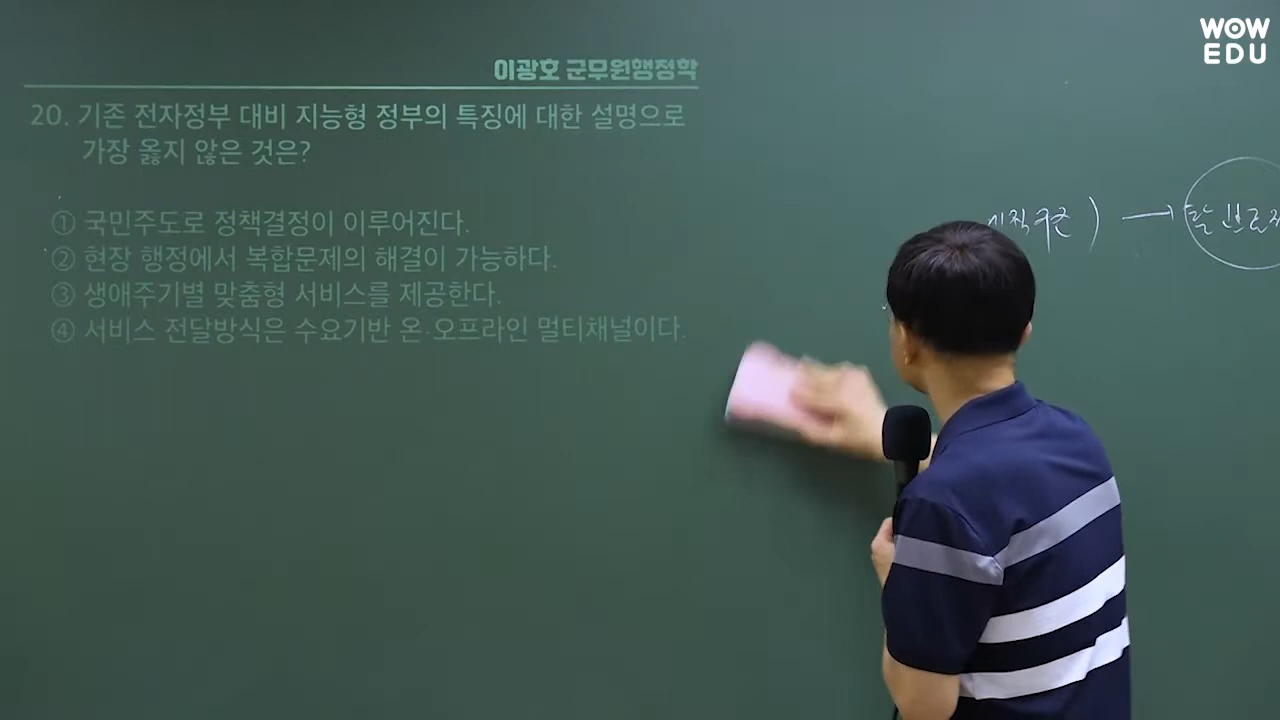 WOW
EDU
이광호 군무원행정학
20. 기존 전자정부 대비 지능형 정부의 특징에 대한 설명으로
가장 옳지 않은 것은?
① 국민주도로 정책결정이 이루어진다.
② 현장 행정에서 복합문제의 해결이 가능하다.
③ 생애주기별 맞춤형 서비스를 제공한다.
④ 서비스 전달방식은 수요기반 온·오프라인 멀티채널이다.